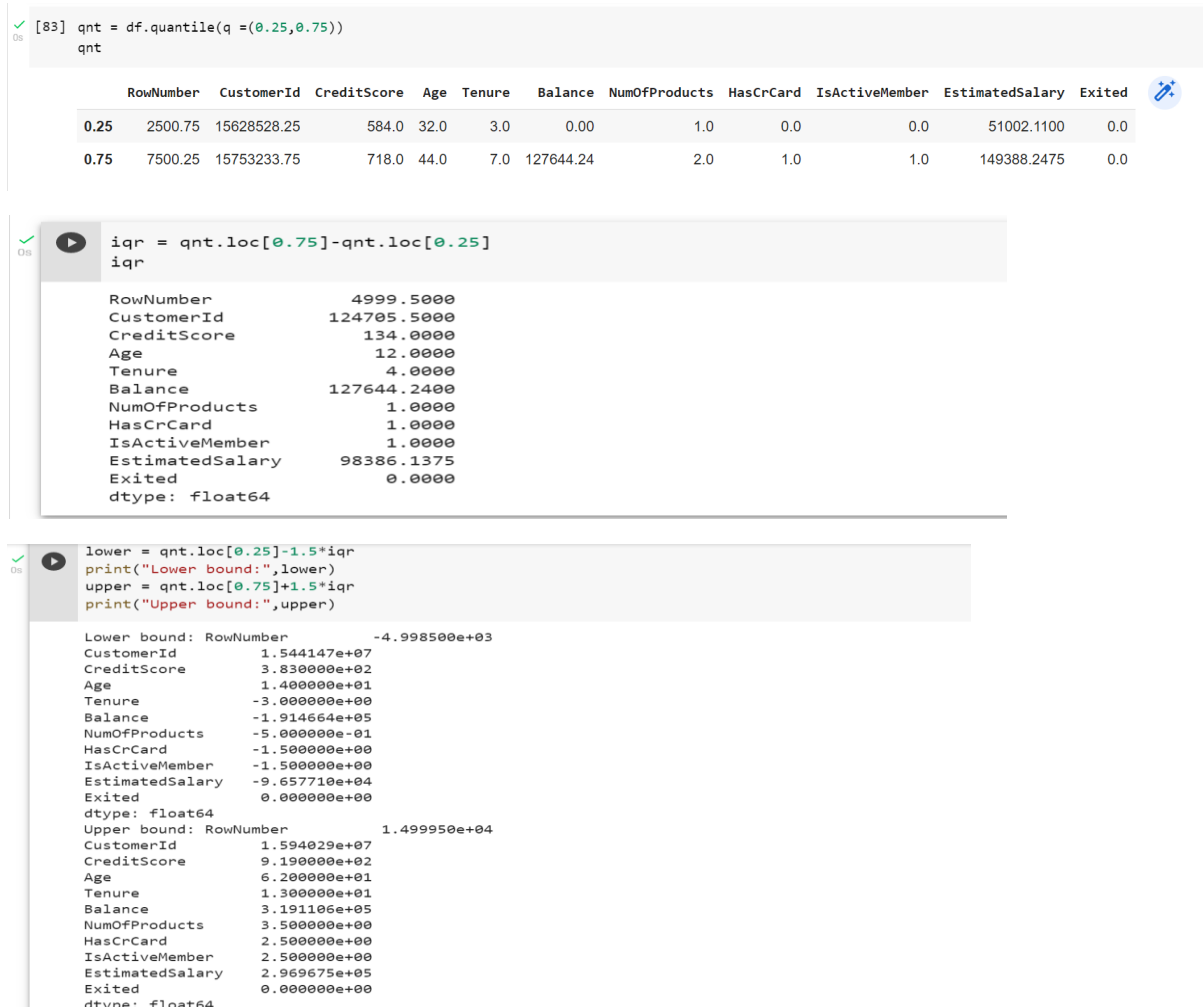 [83] qnt = df.quantile(q =(0.25,0.75))
0s
qnt
RowNumber CustomerId CreditScore Age Tenure Balance NumOfProducts HasCrCard IsActiveMember EstimatedSalary Exited
0.25 2500.75 15628528.25 584.0 32.0 3.0 0.00 1.0 0.0 0.0 51002.1100 0.0
0.75 7500.25 15753233.75 718.0 44.0 7.0 127644.24 2.0 1.0 1.0 149388.2475 0.0
iqr = qnt.loc[0.75]-qnt.loc[0.25]
0s
iqr
RowNumber 4999.5000
CustomerId 124705.5000
CreditScore 134.0000
Age 12.0000
Tenure 4.0000
Balance 127644.2400
NumOfProducts 1.0000
HasCrCard 1.0000
IsActiveMember 1.0000
EstimatedSalary 98386.1375
Exited 0.0000
dtype: float64
lower = qnt.loc[0.25]-1.5*iqr
0s
print("Lower bound:",lower)
upper = qnt.loc[0.75]+1.5*iqr
print("Upper bound:",upper)
Lower bound: RowNumber -4.998500e+03
CustomerId 1.544147e+07
CreditScore 3.830000e+02
Age 1.400000e+01
Tenure -3.000000e+00
Balance -1.914664e+05
NumOfProducts -5.000000e-01
HasCrCard -1.500000e+00
IsActiveMember -1.500000e+00
EstimatedSalary -9.657710e+04
Exited 0.000000e+00
dtype: float64
Upper bound: RowNumber 1.499950e+04
CustomerId 1.594029e+07
CreditScore 9.190000e+02
Age 6.200000e+01
Tenure 1.300000e+01
Balance 3.191106e+05
NumOfProducts 3.500000e+00
HasCrCard 2.500000e+00
IsActiveMember 2.500000e+00
EstimatedSalary 2.969675e+05
Exited 0.000000e+00
dtype: float64